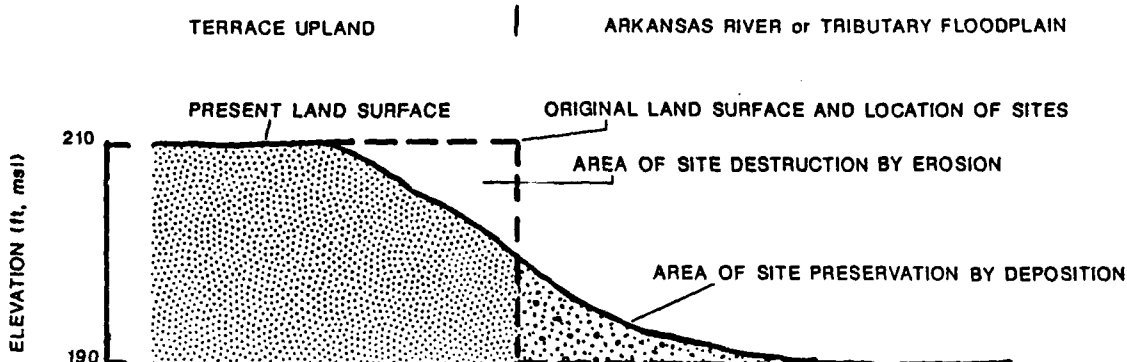 TERRACE UPLAND
ARKANSAS RIVER or TRIBUTARY FLOODPLAIN
PRESENT LAND SURFACE
ORIGINAL LAND SURFACE AND LOCATION OF SITES
210
AREA OF SITE DESTRUCTION BY EROSION
ELEVATION (ft, msl)
AREA OF SITE PRESERVATION BY DEPOSITION
190